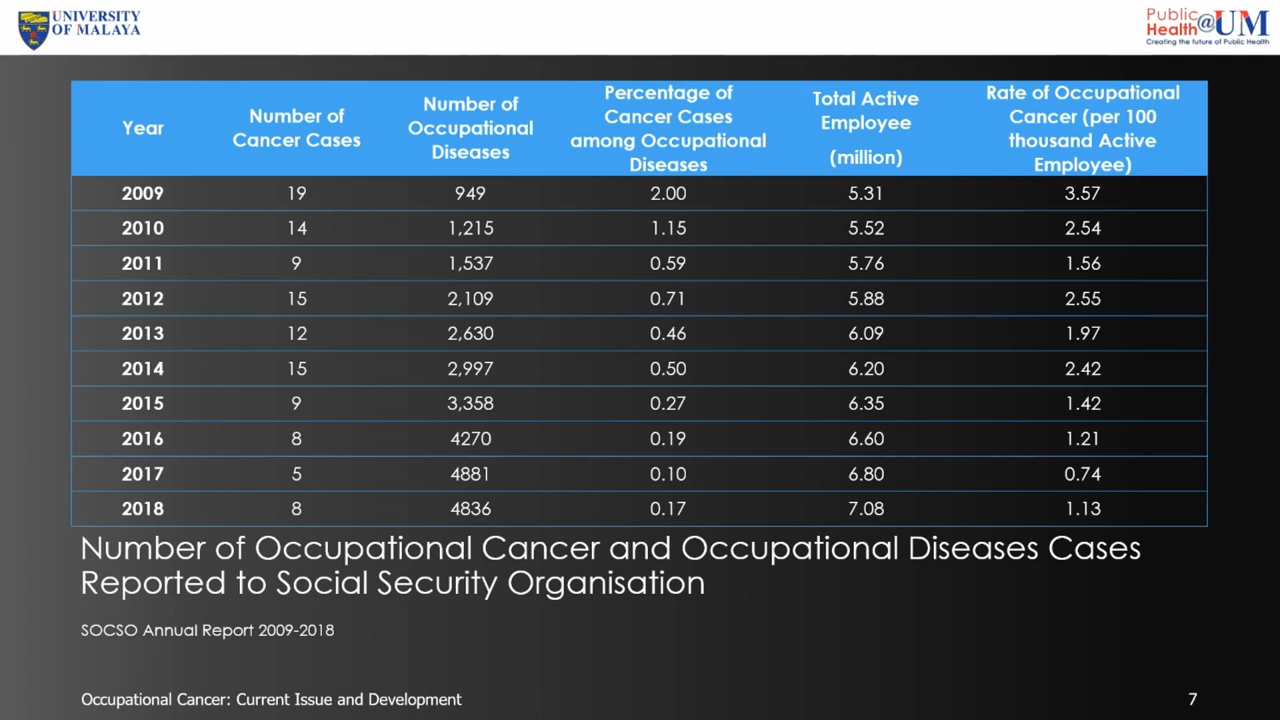 UNIVERSITY
OF MALAYA
Public
Health@UM
Creating the future of Public Health
Year
Number of
Cancer Cases
Number of
Occupational
Diseases
Percentage of
Cancer Cases
among Occupational
Diseases
Total Active
Employee
(million)
Rate of Occupational
Cancer (per 100
thousand Active
Employee)
2009 19 949 2.00 5.31 3.57
2010 14 1,215 1.15 5.52 2.54
2011 9 1,537 0.59 5.76 1.56
2012 15 2,109 0.71 5.88 2.55
2013 12 2,630 0.46 6.09 1.97
2014 15 2,997 0.50 6.20 2.42
2015 9 3,358 0.27 6.35 1.42
2016 8 4270 0.19 6.60 1.21
2017 5 4881 0.10 6.80 0.74
2018 8 4836 0.17 7.08 1.13
Number of Occupational Cancer and Occupational Diseases Cases
Reported to Social Security Organisation
SOCSO Annual Report 2009-2018
Occupational Cancer: Current Issue and Development
7